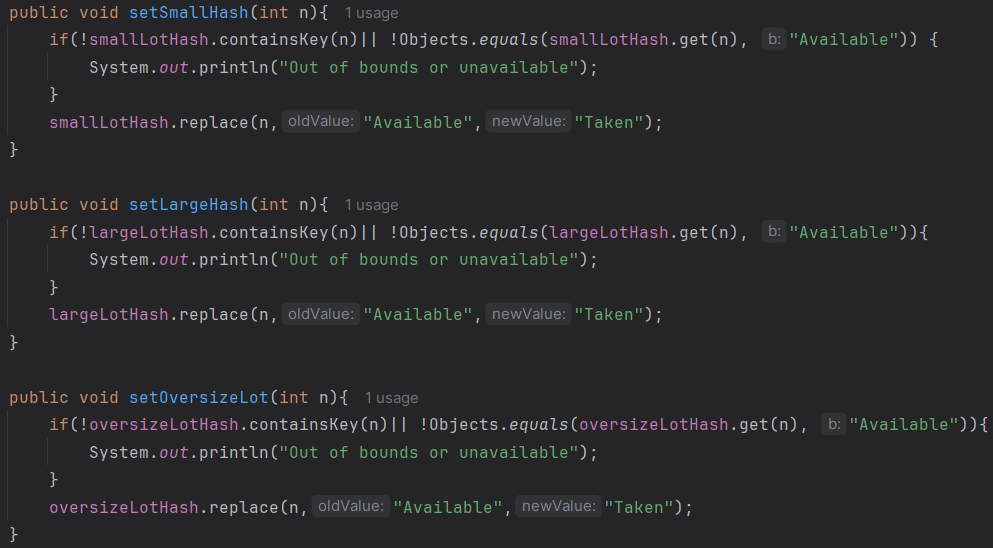 public void setSmallHash(int n){ 1 usage
    if(!smallLotHash.containsKey(n)|| !Objects.equals(smallLotHash.get(n), b: "Available")) {
        System.out.println("Out of bounds or unavailable");
    }
    smallLotHash.replace(n, oldValue: "Available", newValue: "Taken");
}
public void setLargeHash(int n){ 1 usage
    if(!largeLotHash.containsKey(n)|| !Objects.equals(largeLotHash.get(n), b: "Available")){
        System.out.println("Out of bounds or unavailable");
    }
    largeLotHash.replace(n, oldValue: "Available", newValue: "Taken");
}
public void setOversizeLot(int n){ 1 usage
    if(!oversizeLotHash.containsKey(n)|| !Objects.equals(oversizeLotHash.get(n), b: "Available")){
        System.out.println("Out of bounds or unavailable");
    }
    oversizeLotHash.replace(n, oldValue: "Available", newValue: "Taken");
}